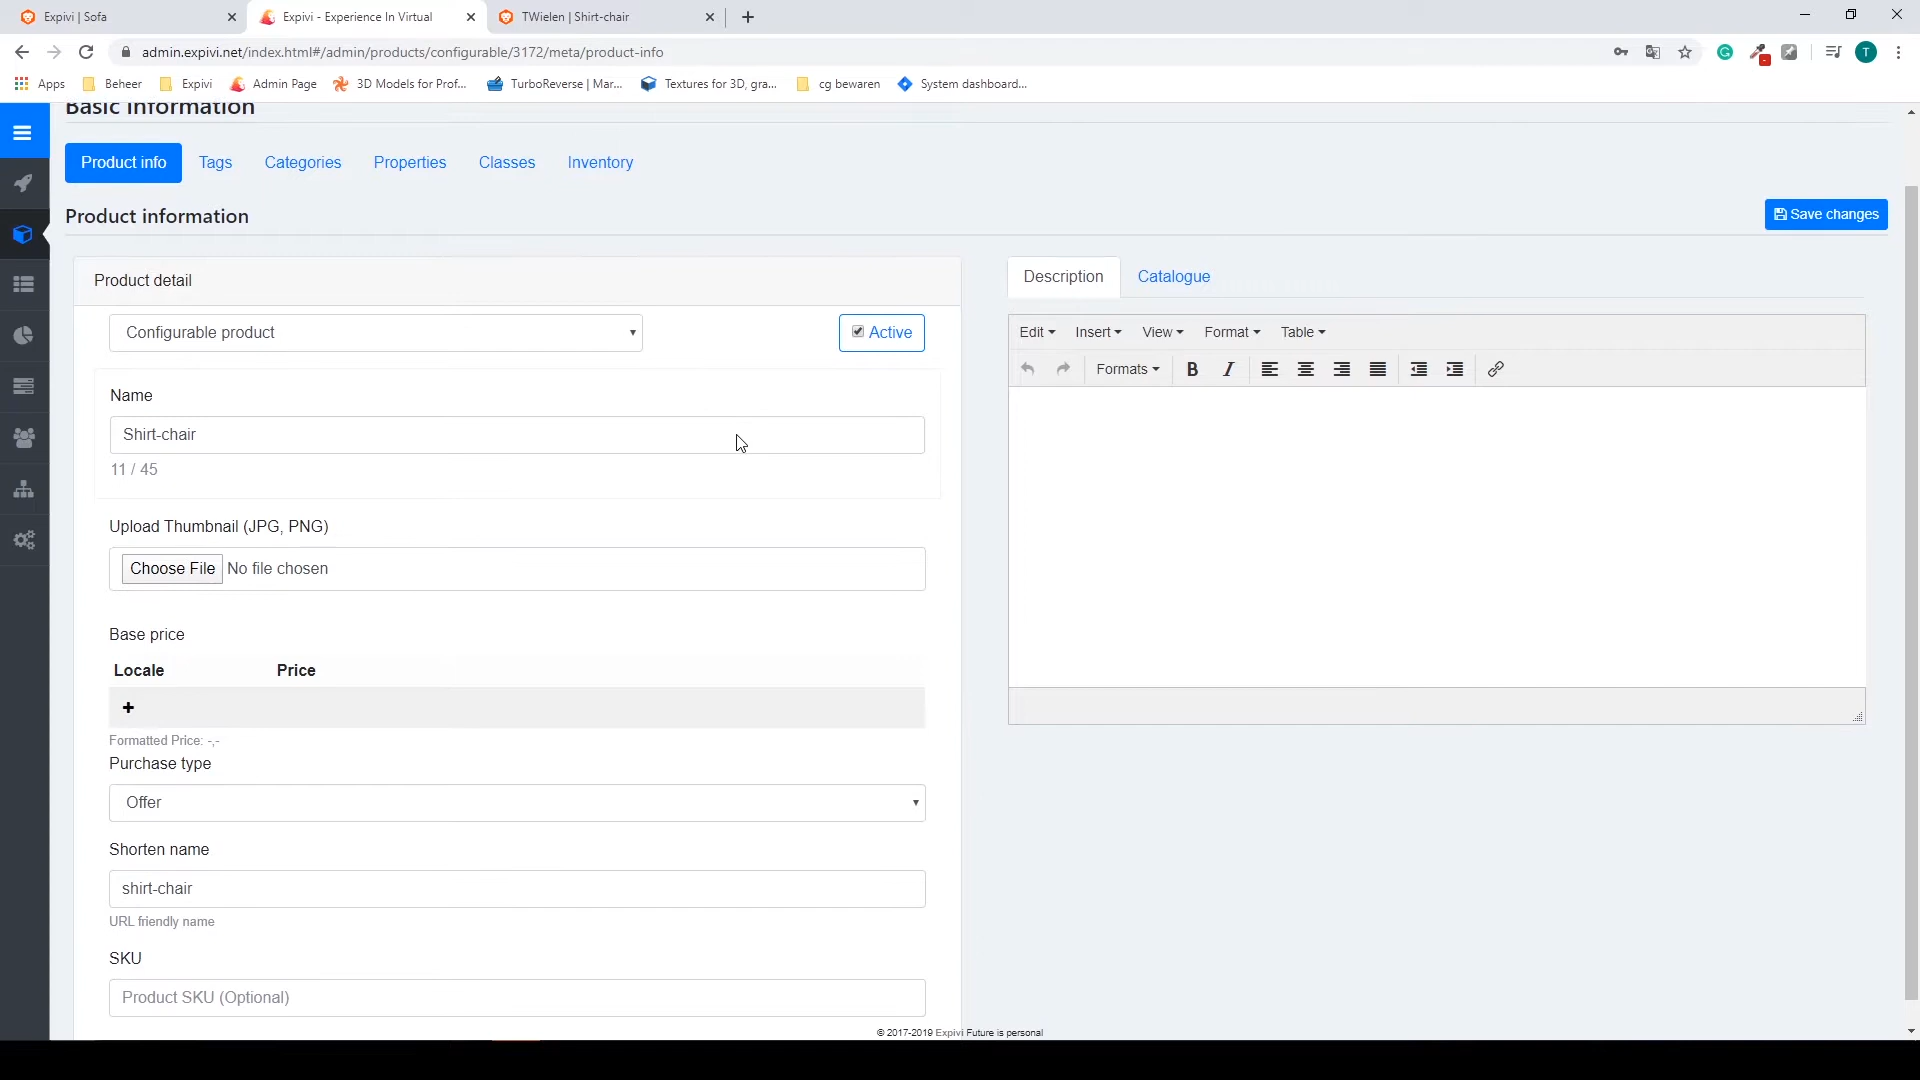 Expivi | Sofa
Expivi - Experience In Virtual
TWielen | Shirt-chair
admin.expivi.net/index.html#/admin/products/configurable/3172/meta/product-info
T
Apps
Beheer
Expivi
Admin Page
3D Models for Prof...
TurboReverse | Mar...
Textures for 3D, gra...
cg bewaren
System dashboard...
Basic information
Product info
Tags
Categories
Properties
Classes
Inventory
Product information
Save changes
Product detail
Description
Catalogue
Configurable product
Active
Edit
Insert
View
Format
Table
Formats
B
I
Name
Shirt-chair
11 / 45
Upload Thumbnail (JPG, PNG)
Choose File No file chosen
Base price
Locale Price
+
Formatted Price: -,-
Purchase type
Offer
Shorten name
shirt-chair
URL friendly name
SKU
Product SKU (Optional)
© 2017-2019 Expivi Future is personal